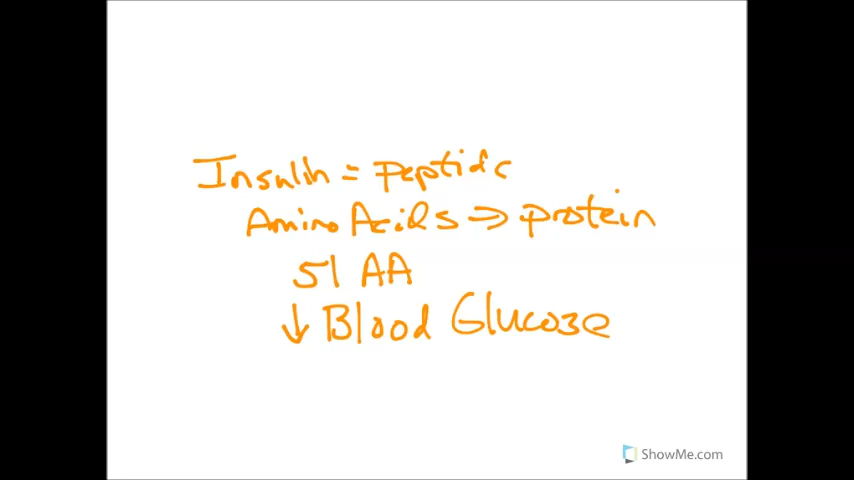 Insulin = peptide
Amino Acids ⇒ protein
51 AA
↓ Blood Glucose
ShowMe.com